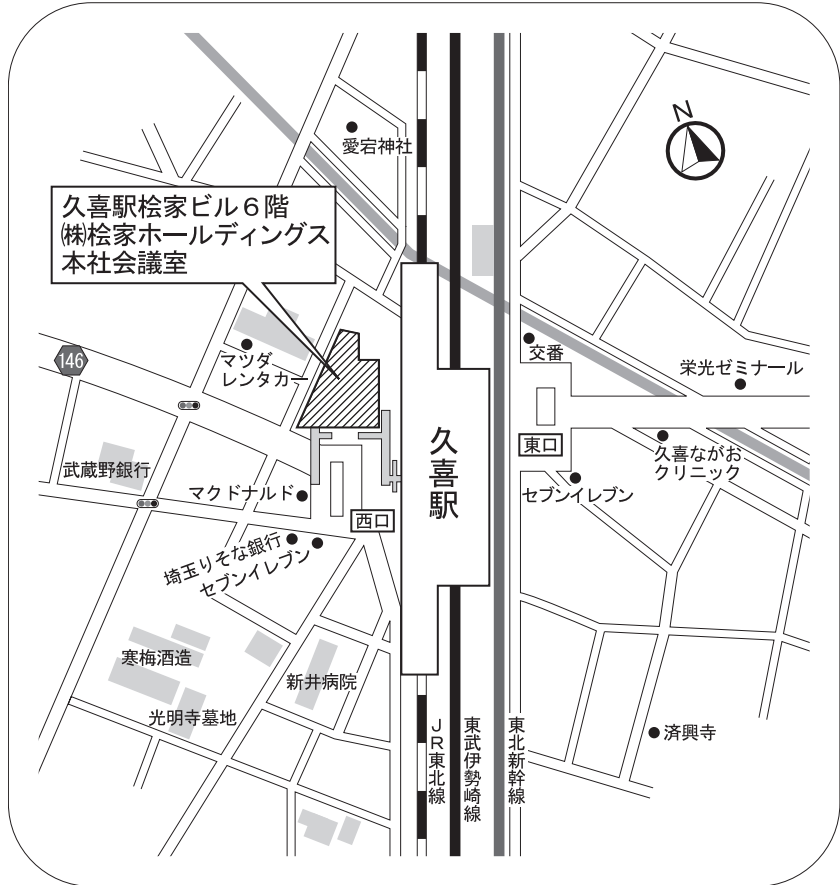 N
愛宕神社
久喜駅桧家ビル6階
㈱桧家ホールディングス
本社会議室
146
マツダ
レンタカー
交番
栄光ゼミナール
武蔵野銀行
マクドナルド
久喜駅
東口
久喜ながお
クリニック
セブンイレブン
西口
埼玉りそな銀行
セブンイレブン
寒梅酒造
新井病院
光明寺墓地
JR東北線
東武伊勢崎線
東北新幹線
済興寺